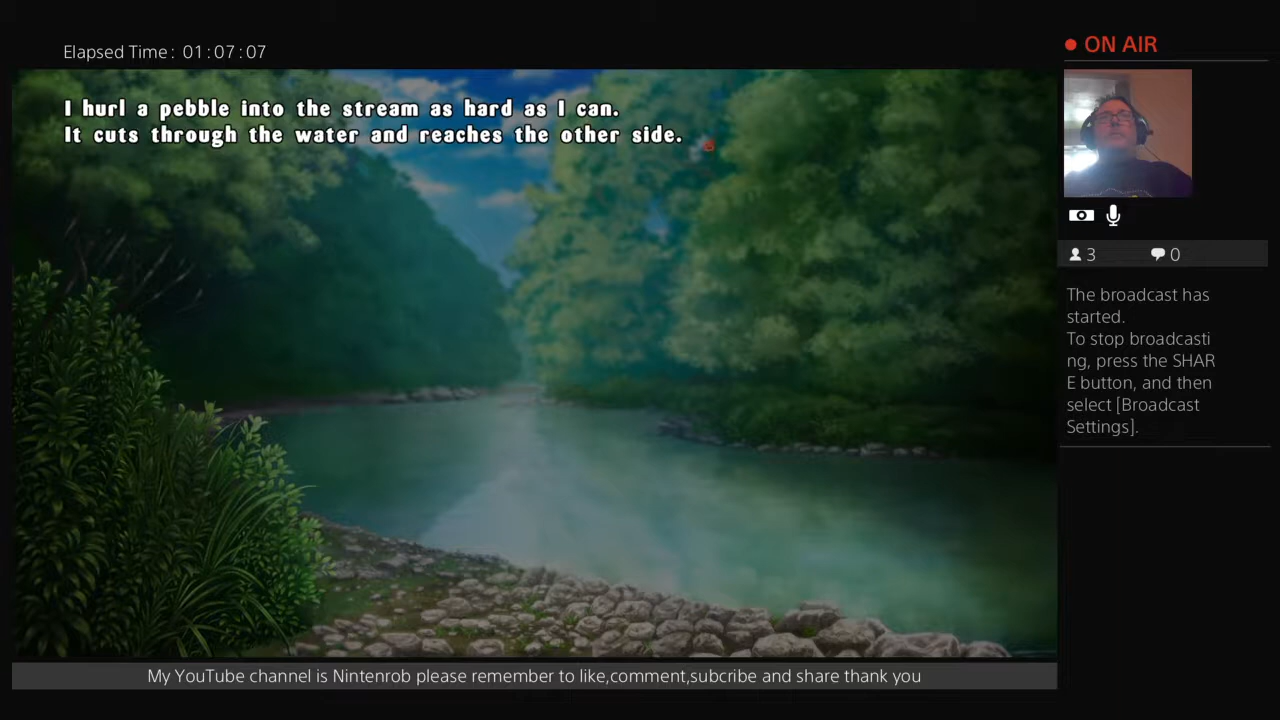 Elapsed Time: 01:07:07
ON AIR
I hurl a pebble into the stream as hard as I can.
It cuts through the water and reaches the other side.
3 0
The broadcast has
started.
To stop broadcasti
ng, press the SHAR
E button, and then
select [Broadcast
Settings].
My YouTube channel is Nintenrob please remember to like,comment,subcribe and share thank you